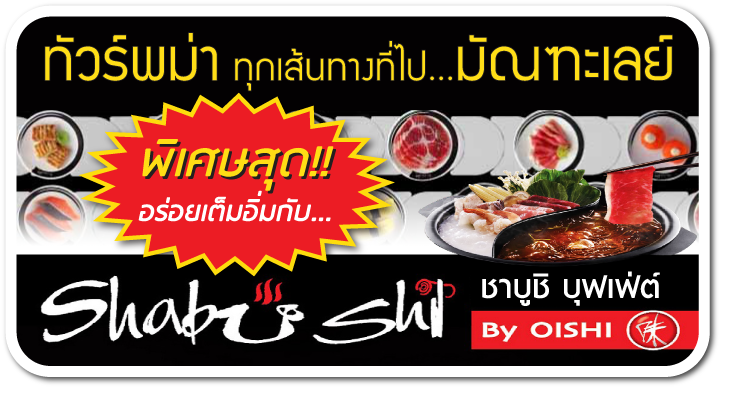 ทัวร์พม่า ทุกเส้นทางที่ไป...มัณฑะเลย์
พิเศษสุด!!
อร่อยเต็มอิ่มกับ...
Shabushi
ชาบูชิ บุฟเฟ่ต์
By OISHI 味